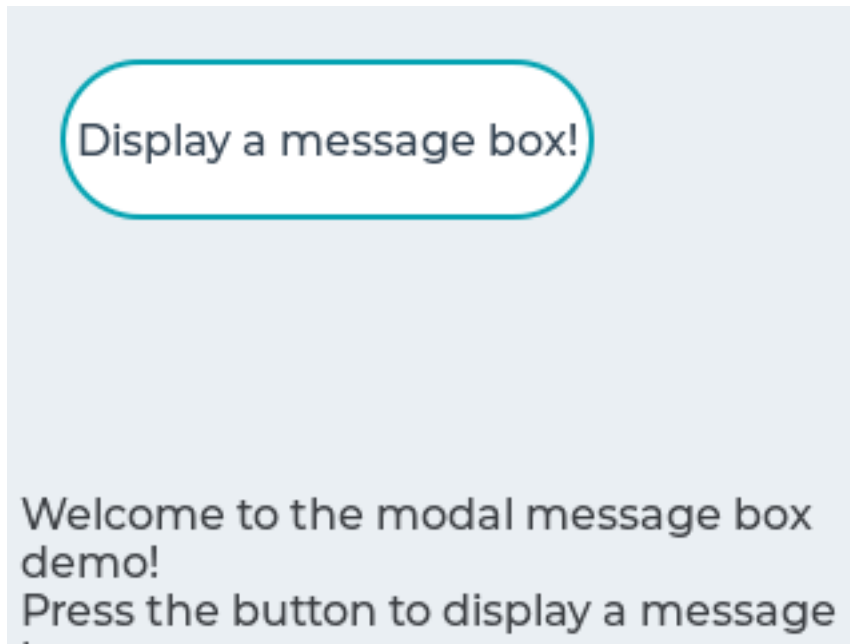 Display a message box!
Welcome to the modal message box
demo!
Press the button to display a message